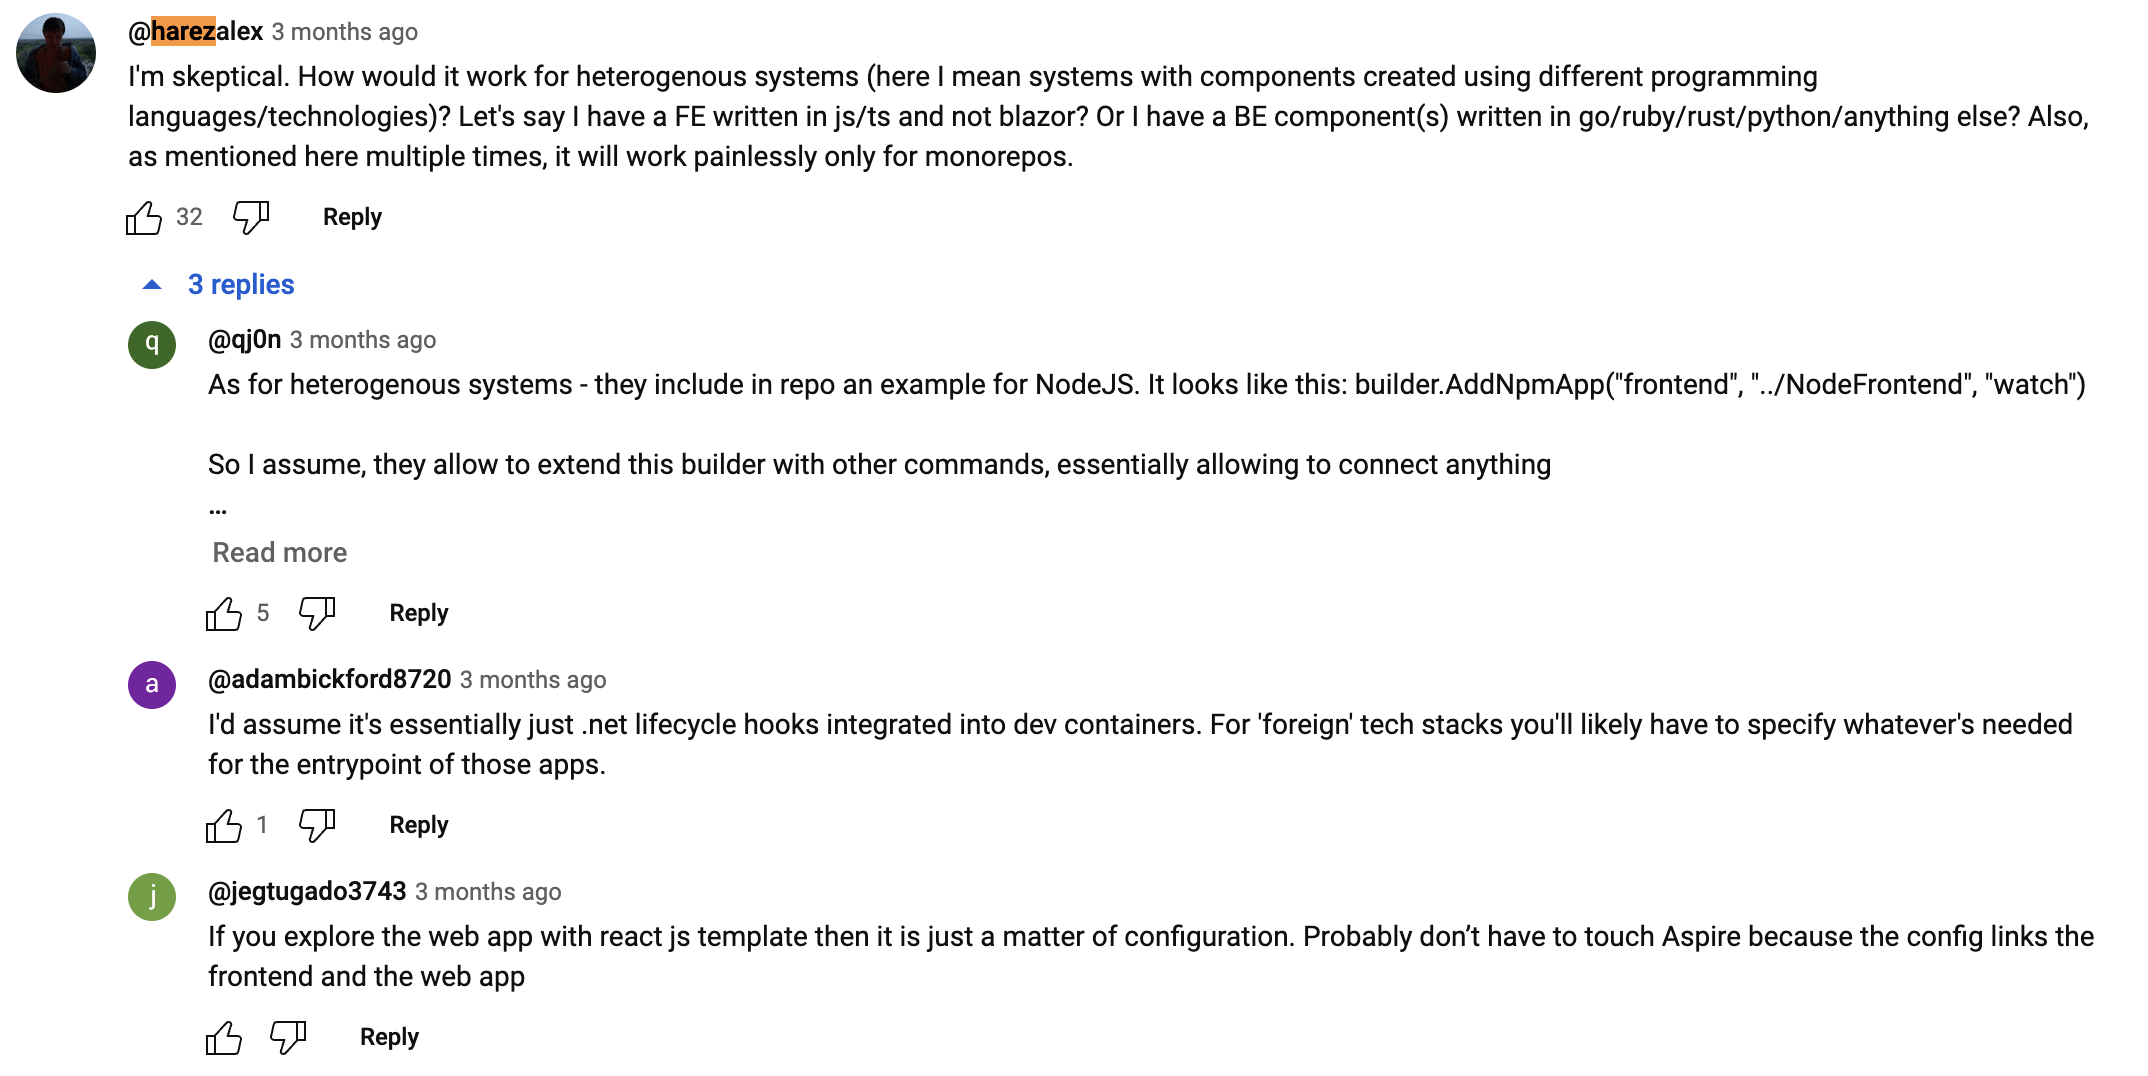 @harezalex 3 months ago
I'm skeptical. How would it work for heterogenous systems (here I mean systems with components created using different programming
languages/technologies)? Let's say I have a FE written in js/ts and not blazor? Or I have a BE component(s) written in go/ruby/rust/python/anything else? Also,
as mentioned here multiple times, it will work painlessly only for monorepos.
32 Reply
3 replies
q
@qj0n 3 months ago
As for heterogenous systems - they include in repo an example for NodeJS. It looks like this: builder.AddNpmApp("frontend", "../NodeFrontend", "watch")
So I assume, they allow to extend this builder with other commands, essentially allowing to connect anything
...
Read more
5 Reply
a
@adambickford8720 3 months ago
I'd assume it's essentially just .net lifecycle hooks integrated into dev containers. For 'foreign' tech stacks you'll likely have to specify whatever's needed
for the entrypoint of those apps.
1 Reply
j
@jegtugado3743 3 months ago
If you explore the web app with react js template then it is just a matter of configuration. Probably don’t have to touch Aspire because the config links the
frontend and the web app
Reply